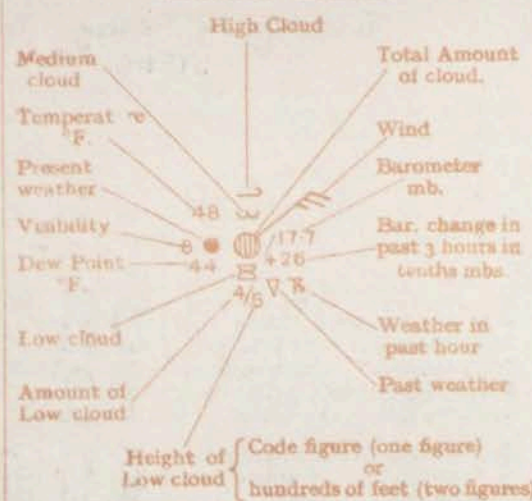 High Cloud
Medium
cloud
Total Amount
of cloud.
Temperat re
°F.
Wind
Present
weather
Barometer
mb.
48
Visibility
8
17·7
Bar. change in
past 3 hours in
tenths mbs.
+26
Dew Point
°F.
44
4/5
Low cloud
Weather in
past hour
Amount of
Low cloud
Past weather
Height of
Low cloud
Code figure (one figure)
or
hundreds of feet (two figures